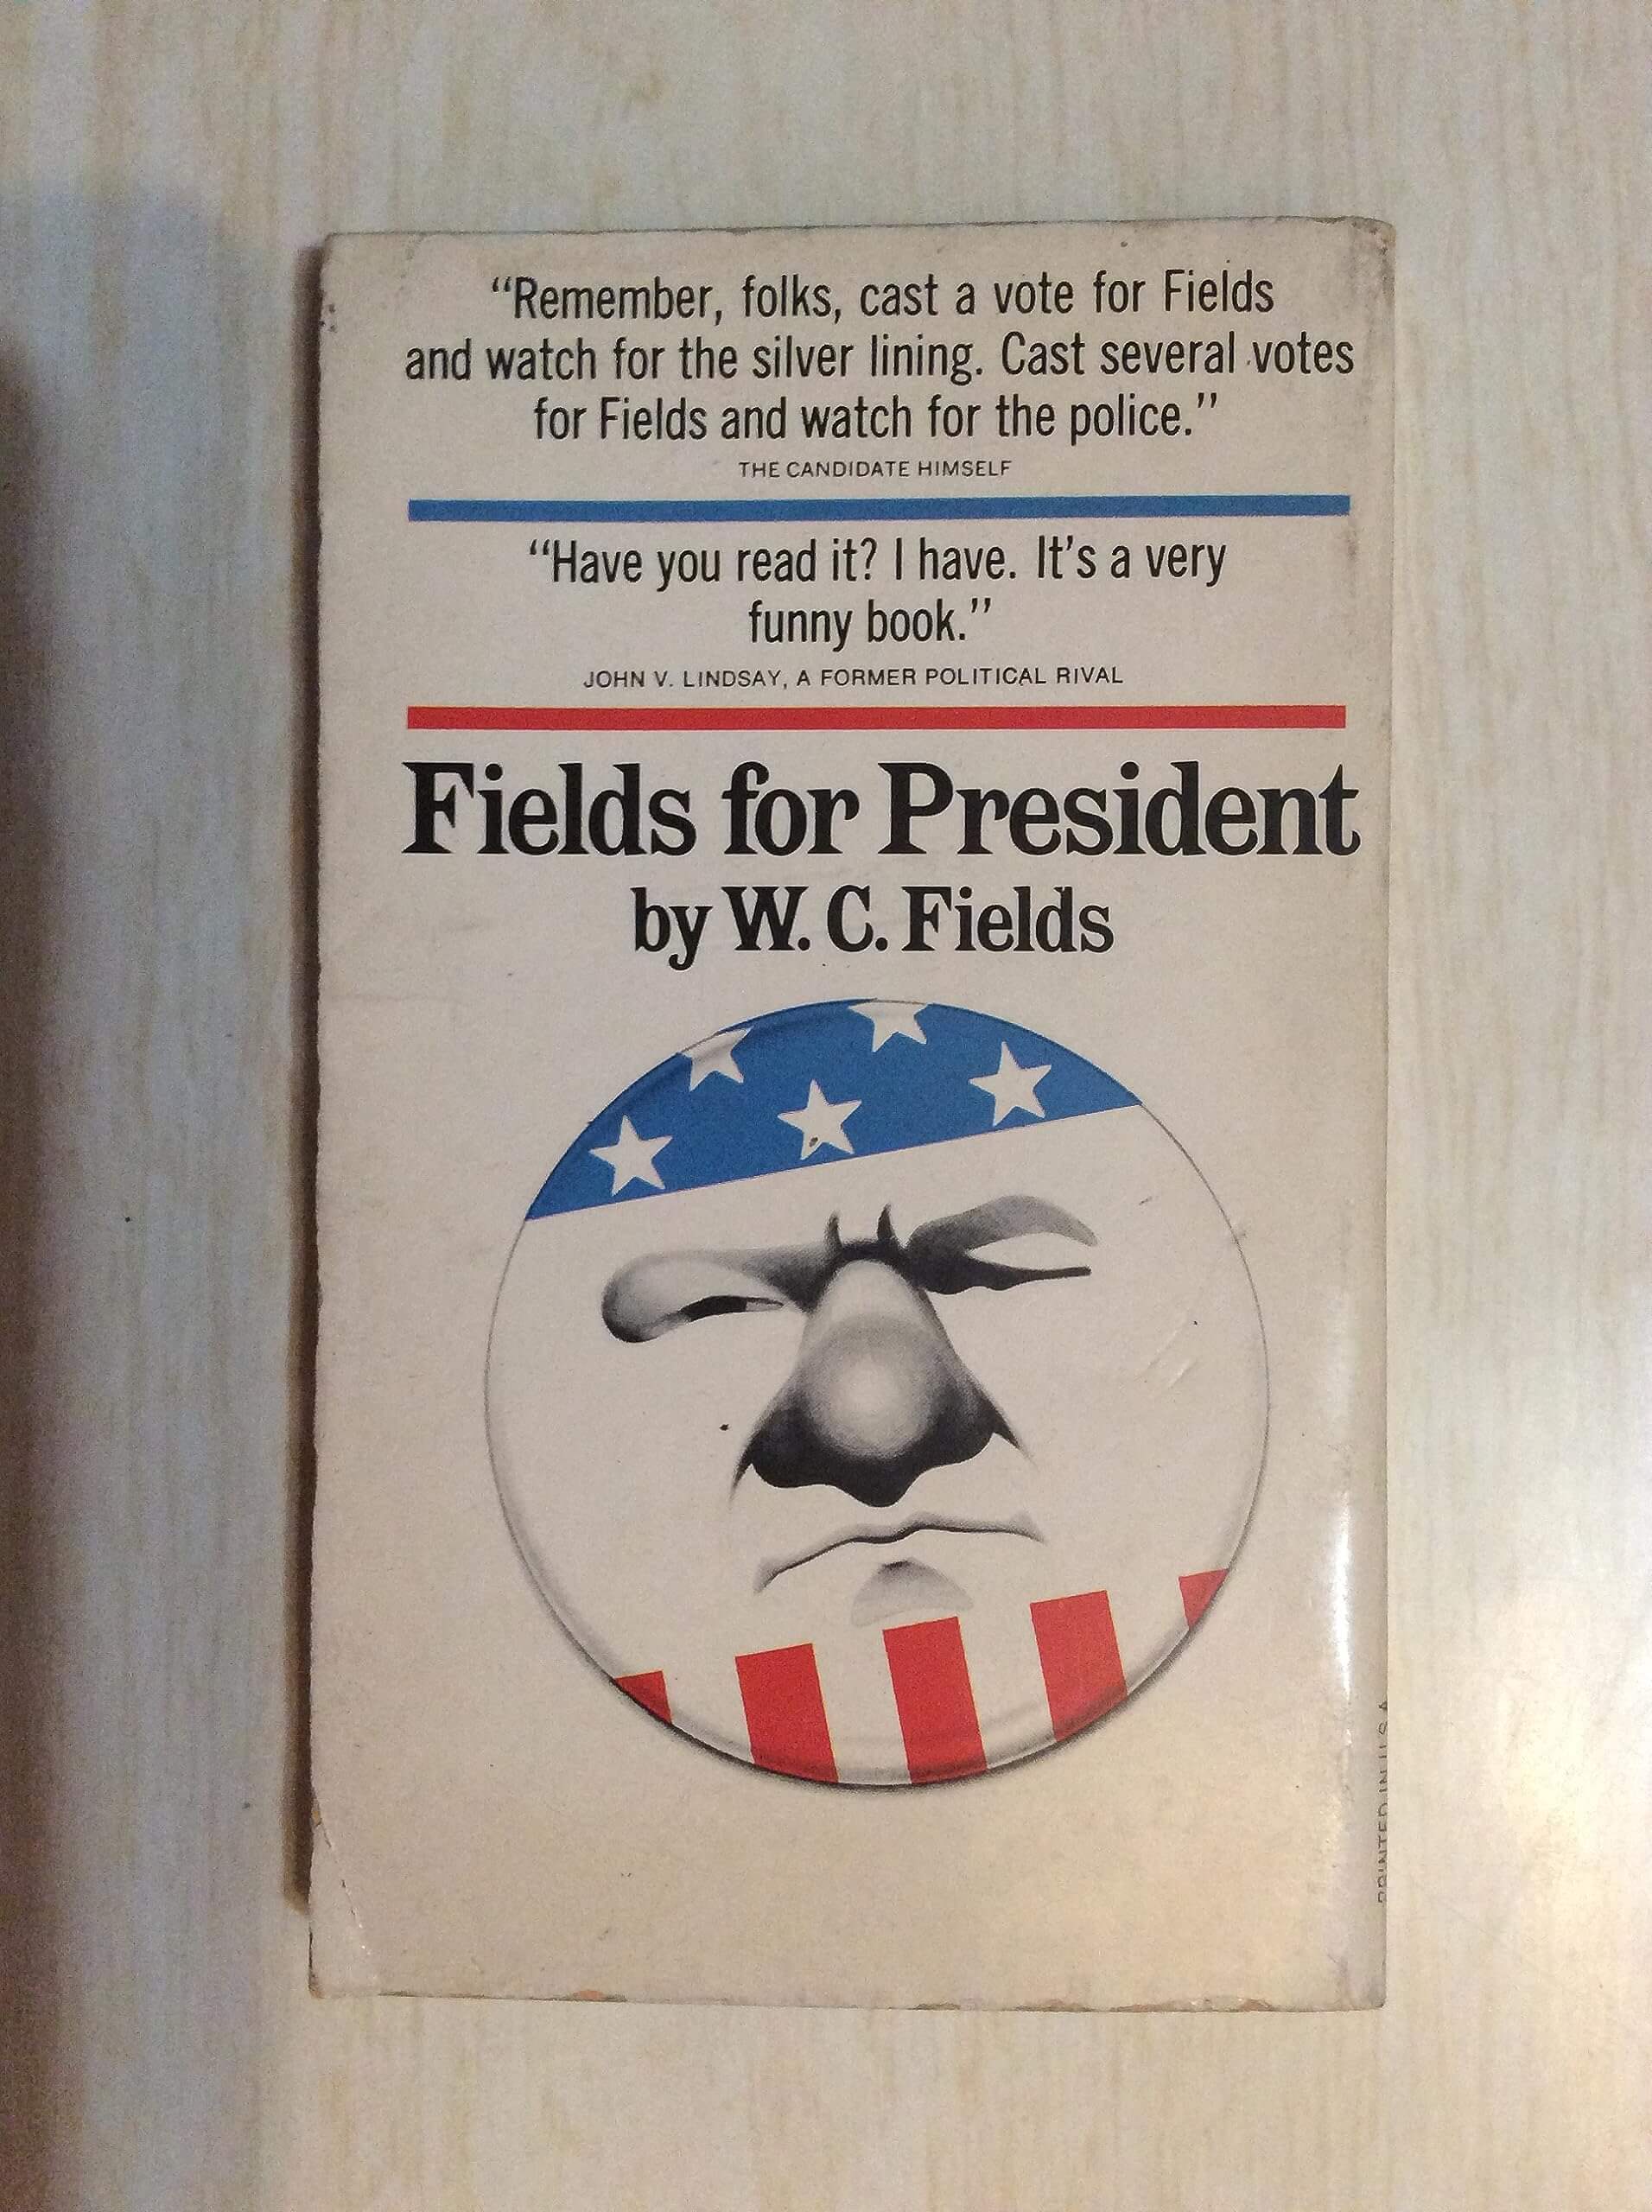 “Remember, folks, cast a vote for Fields
and watch for the silver lining. Cast several votes
for Fields and watch for the police.”
THE CANDIDATE HIMSELF
“Have you read it? I have. It’s a very
funny book.”
JOHN V. LINDSAY, A FORMER POLITICAL RIVAL
Fields for President
by W. C. Fields
PRINTED IN U.S.A.